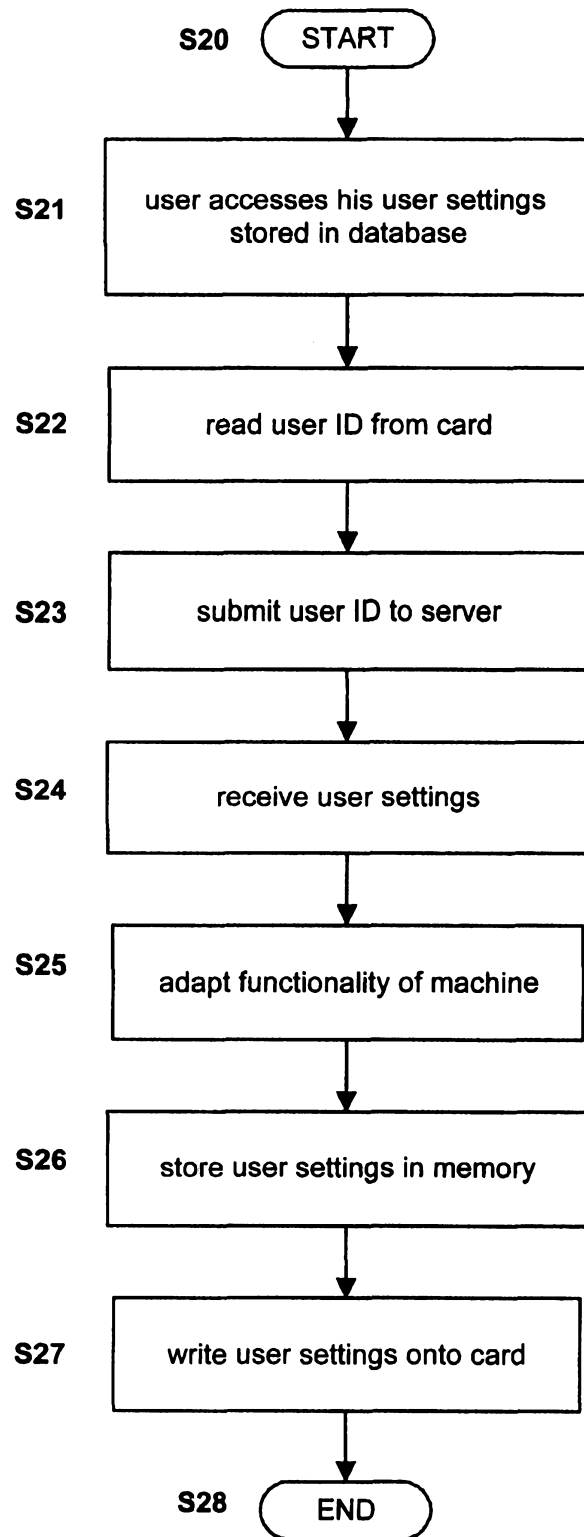 S20 START
S21 user accesses his user settings
stored in database
S22 read user ID from card
S23 submit user ID to server
S24 receive user settings
S25 adapt functionality of machine
S26 store user settings in memory
S27 write user settings onto card
S28 END